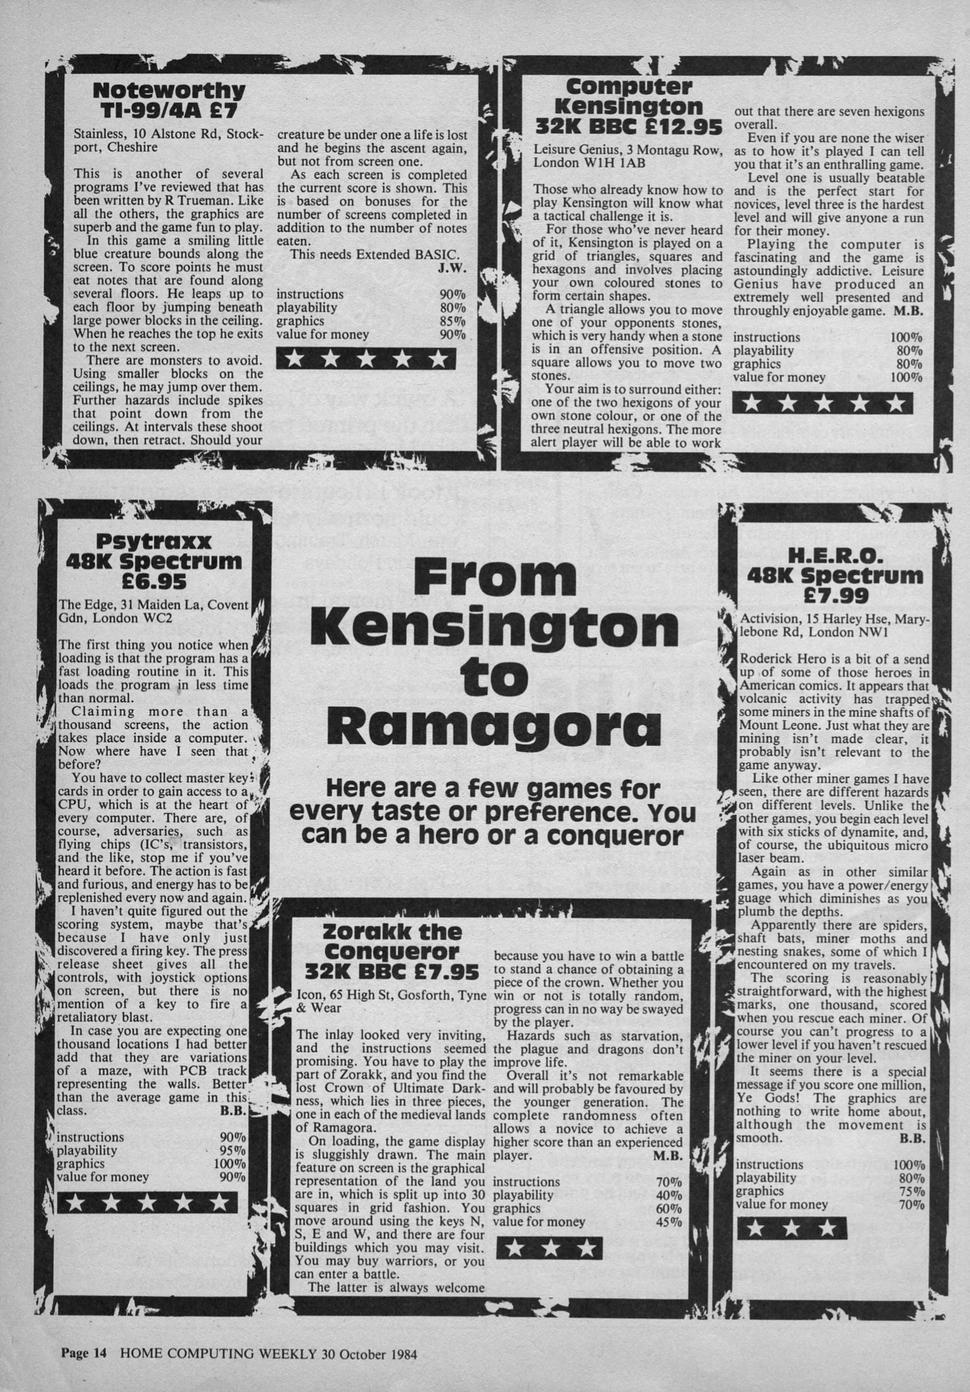 Noteworthy
TI-99/4A £7
Stainless, 10 Alstone Rd, Stock-
port, Cheshire
This is another of several
programs I've reviewed that has
been written by R Trueman. Like
all the others, the graphics are
superb and the game fun to play.
In this game a smiling little
blue creature bounds along the
screen. To score points he must
eat notes that are found along
several floors. He leaps up to
each floor by jumping beneath
large power blocks in the ceiling.
When he reaches the top he exits
to the next screen.
There are monsters to avoid.
Using smaller blocks on the
ceilings, he may jump over them.
Further hazards include spikes
that point down from the
ceilings. At intervals these shoot
down, then retract. Should your
creature be under one a life is lost
and he begins the ascent again,
but not from screen one.
As each screen is completed
the current score is shown. This
is based on bonuses for the
number of screens completed in
addition to the number of notes
eaten.
This needs Extended BASIC.
J.W.
instructions 90%
playability 80%
graphics 85%
value for money 90%
★ ★ ★ ★ ★
Computer
Kensington
32K BBC £12.95
Leisure Genius, 3 Montagu Row,
London W1H 1AB
Those who already know how to
play Kensington will know what
a tactical challenge it is.
For those who've never heard
of it, Kensington is played on a
grid of triangles, squares and
hexagons and involves placing
your own coloured stones to
form certain shapes.
A triangle allows you to move
one of your opponents stones,
which is very handy when a stone
is in an offensive position. A
square allows you to move two
stones.
Your aim is to surround either:
one of the two hexigons of your
own stone colour, or one of the
three neutral hexigons. The more
alert player will be able to work
out that there are seven hexigons
overall.
Even if you are none the wiser
as to how it's played I can tell
you that it's an enthralling game.
Level one is usually beatable
and is the perfect start for
novices, level three is the hardest
level and will give anyone a run
for their money.
Playing the computer is
fascinating and the game is
astoundingly addictive. Leisure
Genius have produced an
extremely well presented and
throughly enjoyable game. M.B.
instructions 100%
playability 80%
graphics 80%
value for money 100%
★ ★ ★ ★ ★
Psytraxx
48K Spectrum
£6.95
The Edge, 31 Maiden La, Covent
Gdn, London WC2
The first thing you notice when
loading is that the program has a
fast loading routine in it. This
loads the program in less time
than normal.
Claiming more than a
thousand screens, the action
takes place inside a computer.
Now where have I seen that
before?
You have to collect master key
cards in order to gain access to a
CPU, which is at the heart of
every computer. There are, of
course, adversaries, such as
flying chips (IC's, transistors,
and the like, stop me if you've
heard it before. The action is fast
and furious, and energy has to be
replenished every now and again.
I haven't quite figured out the
scoring system, maybe that's
because I have only just
discovered a firing key. The press
release sheet gives all the
controls, with joystick options
on screen, but there is no
mention of a key to fire a
retaliatory blast.
In case you are expecting one
thousand locations I had better
add that they are variations
of a maze, with PCB track
representing the walls. Better
than the average game in this
class. B.B.
instructions 90%
playability 95%
graphics 100%
value for money 90%
★ ★ ★ ★ ★
From
Kensington
to
Ramagora
Here are a few games for
every taste or preference. You
can be a hero or a conqueror
Zorakk the
Conqueror
32K BBC £7.95
Icon, 65 High St, Gosforth, Tyne
& Wear
The inlay looked very inviting,
and the instructions seemed
promising. You have to play the
part of Zorakk, and you find the
lost Crown of Ultimate Dark-
ness, which lies in three pieces,
one in each of the medieval lands
of Ramagora.
On loading, the game display
is sluggishly drawn. The main
feature on screen is the graphical
representation of the land you
are in, which is split up into 30
squares in grid fashion. You
move around using the keys N,
S, E and W, and there are four
buildings which you may visit.
You may buy warriors, or you
can enter a battle.
The latter is always welcome
because you have to win a battle
to stand a chance of obtaining a
piece of the crown. Whether you
win or not is totally random,
progress can in no way be swayed
by the player.
Hazards such as starvation,
the plague and dragons don't
improve life.
Overall it's not remarkable
and will probably be favoured by
the younger generation. The
complete randomness often
allows a novice to achieve a
higher score than an experienced
player. M.B.
instructions 70%
playability 40%
graphics 60%
value for money 45%
★ ★ ★
H.E.R.O.
48K Spectrum
£7.99
Activision, 15 Harley Hse, Mary-
lebone Rd, London NW1
Roderick Hero is a bit of a send
up of some of those heroes in
American comics. It appears that
volcanic activity has trapped
some miners in the mine shafts of
Mount Leone. Just what they are
mining isn't made clear, it
probably isn't relevant to the
game anyway.
Like other miner games I have
seen, there are different hazards
on different levels. Unlike the
other games, you begin each level
with six sticks of dynamite, and,
of course, the ubiquitous micro
laser beam.
Again as in other similar
games, you have a power/energy
guage which diminishes as you
plumb the depths.
Apparently there are spiders,
shaft bats, miner moths and
nesting snakes, some of which I
encountered on my travels.
The scoring is reasonably
straightforward, with the highest
marks, one thousand, scored
when you rescue each miner. Of
course you can't progress to a
lower level if you haven't rescued
the miner on your level.
It seems there is a special
message if you score one million,
Ye Gods! The graphics are
nothing to write home about,
although the movement is
smooth. B.B.
instructions 100%
playability 80%
graphics 75%
value for money 70%
★ ★ ★
Page 14 HOME COMPUTING WEEKLY 30 October 1984